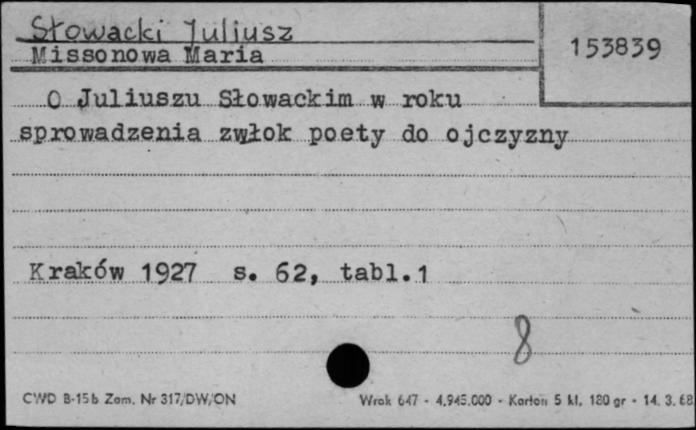 Słowacki Juliusz
153839
Missonowa Maria
O Juliuszu Słowackim w roku
sprowadzenia zwłok poety do ojczyzny
Kraków 1927 s. 62, tabl.1
8
CWD B-15b Zam. Nr 317/DW/ON
Wrak 647 - 4.945.000 - Karton 5 kl. 180 gr - 14. 3. 68